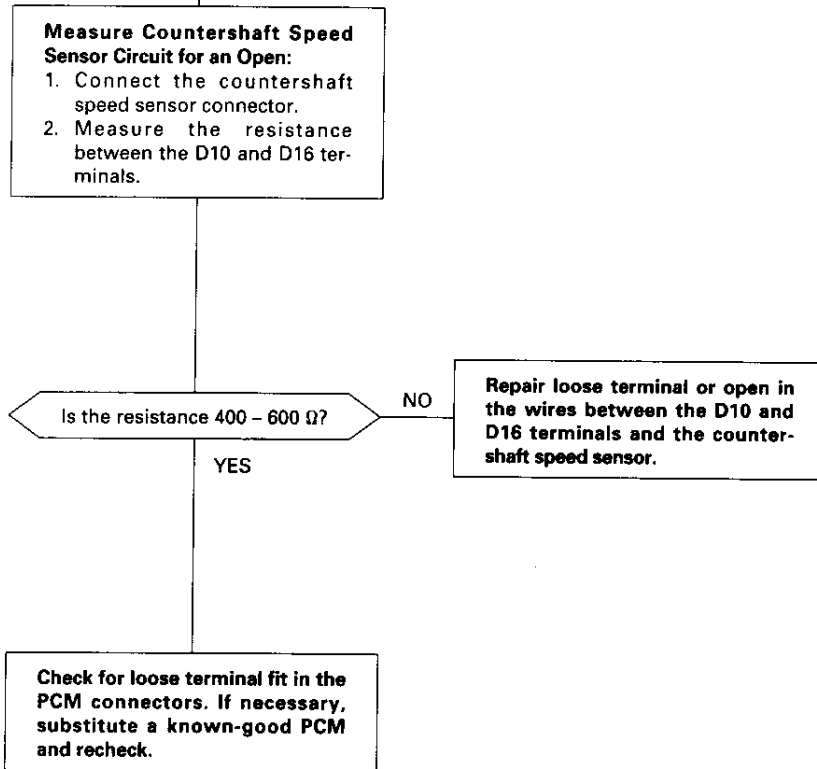 Measure Countershaft Speed
Sensor Circuit for an Open:
1. Connect the countershaft
speed sensor connector.
2. Measure the resistance
between the D10 and D16 ter-
minals.
Is the resistance 400 – 600 Ω?
NO
Repair loose terminal or open in
the wires between the D10 and
D16 terminals and the counter-
shaft speed sensor.
YES
Check for loose terminal fit in the
PCM connectors. If necessary,
substitute a known-good PCM
and recheck.